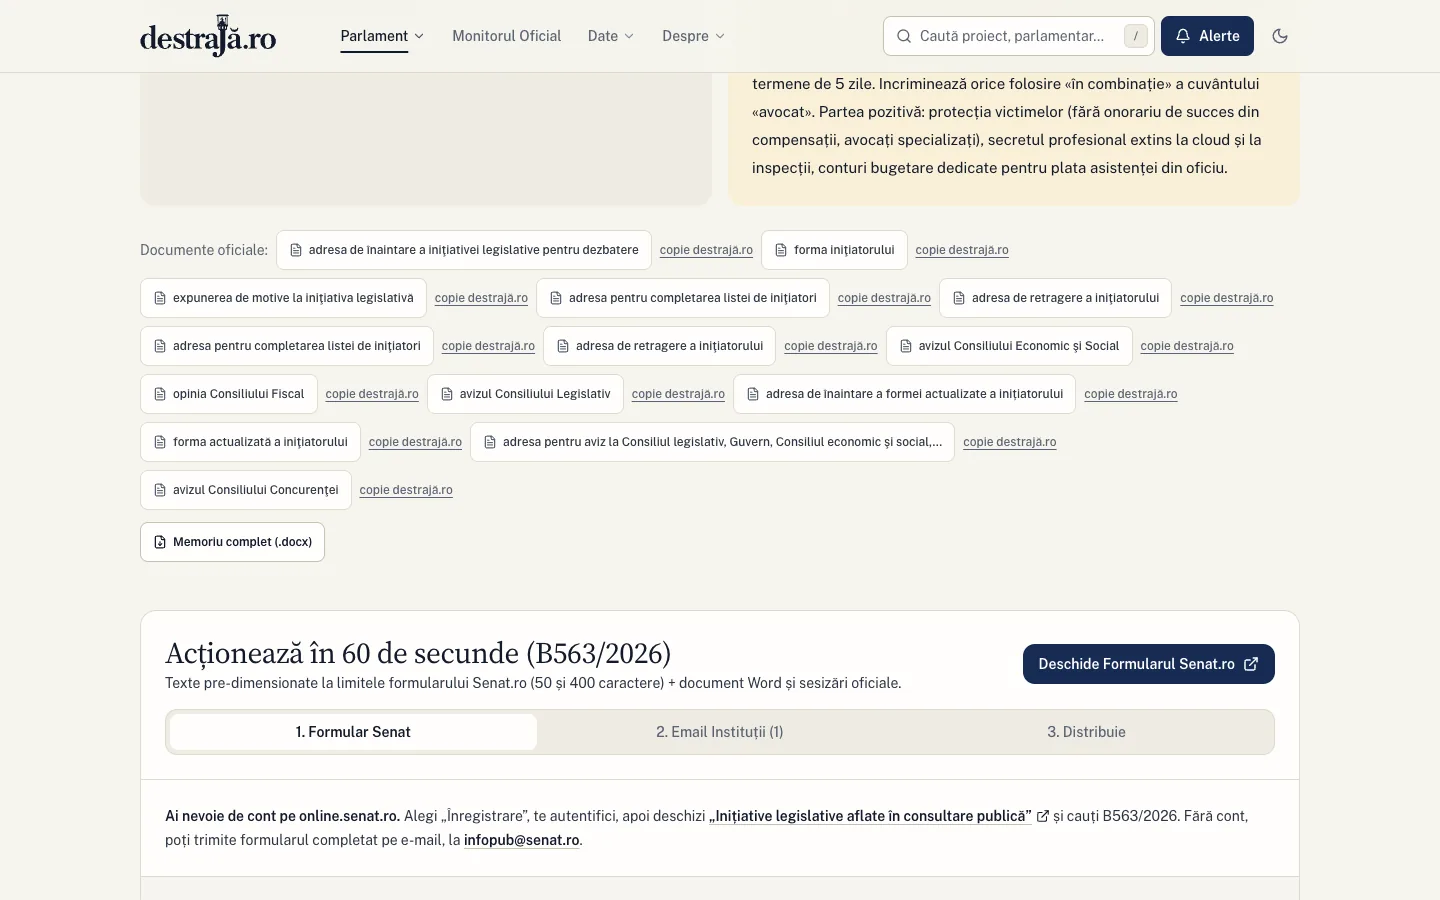 destrajă.ro Parlament Monitorul Oficial Date Despre Caută proiect, parlamentar... / Alerte
termene de 5 zile. Incriminează orice folosire «în combinație» a cuvântului
«avocat». Partea pozitivă: protecția victimelor (fără onorariu de succes din
compensații, avocați specializați), secretul profesional extins la cloud și la
inspecții, conturi bugetare dedicate pentru plata asistenței din oficiu.
Documente oficiale: adresa de înaintare a iniţiativei legislative pentru dezbatere copie destrajă.ro forma iniţiatorului copie destrajă.ro
expunerea de motive la iniţiativa legislativă copie destrajă.ro adresa pentru completarea listei de iniţiatori copie destrajă.ro adresa de retragere a iniţiatorului copie destrajă.ro
adresa pentru completarea listei de iniţiatori copie destrajă.ro adresa de retragere a iniţiatorului copie destrajă.ro avizul Consiliului Economic şi Social copie destrajă.ro
opinia Consiliului Fiscal copie destrajă.ro avizul Consiliului Legislativ copie destrajă.ro adresa de înaintare a formei actualizate a inițiatorului copie destrajă.ro
forma actualizată a inițiatorului copie destrajă.ro adresa pentru aviz la Consiliul legislativ, Guvern, Consiliul economic și social,... copie destrajă.ro
avizul Consiliului Concurenţei copie destrajă.ro
Memoriu complet (.docx)
Acționează în 60 de secunde (B563/2026)
Texte pre-dimensionate la limitele formularului Senat.ro (50 și 400 caractere) + document Word și sesizări oficiale.
Deschide Formularul Senat.ro
1. Formular Senat 2. Email Instituții (1) 3. Distribuie
Ai nevoie de cont pe online.senat.ro. Alegi „Înregistrare”, te autentifici, apoi deschizi „Inițiative legislative aflate în consultare publică” și cauți B563/2026. Fără cont,
poți trimite formularul completat pe e-mail, la infopub@senat.ro.